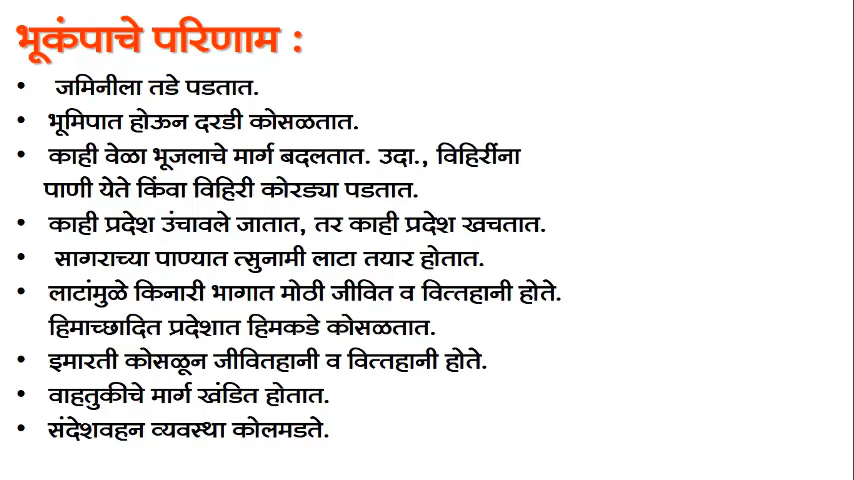 भूकंपाचे परिणाम :
• जमिनीला तडे पडतात.
• भूमिपात होऊन दरडी कोसळतात.
• काही वेळा भूजलाचे मार्ग बदलतात. उदा., विहिरींना
पाणी येते किंवा विहिरी कोरड्या पडतात.
• काही प्रदेश उंचावले जातात, तर काही प्रदेश खचतात.
• सागराच्या पाण्यात त्सुनामी लाटा तयार होतात.
• लाटांमुळे किनारी भागात मोठी जीवित व वित्तहानी होते.
हिमाच्छादित प्रदेशात हिमकडे कोसळतात.
• इमारती कोसळून जीवितहानी व वित्तहानी होते.
• वाहतुकीचे मार्ग खंडित होतात.
• संदेशवहन व्यवस्था कोलमडते.